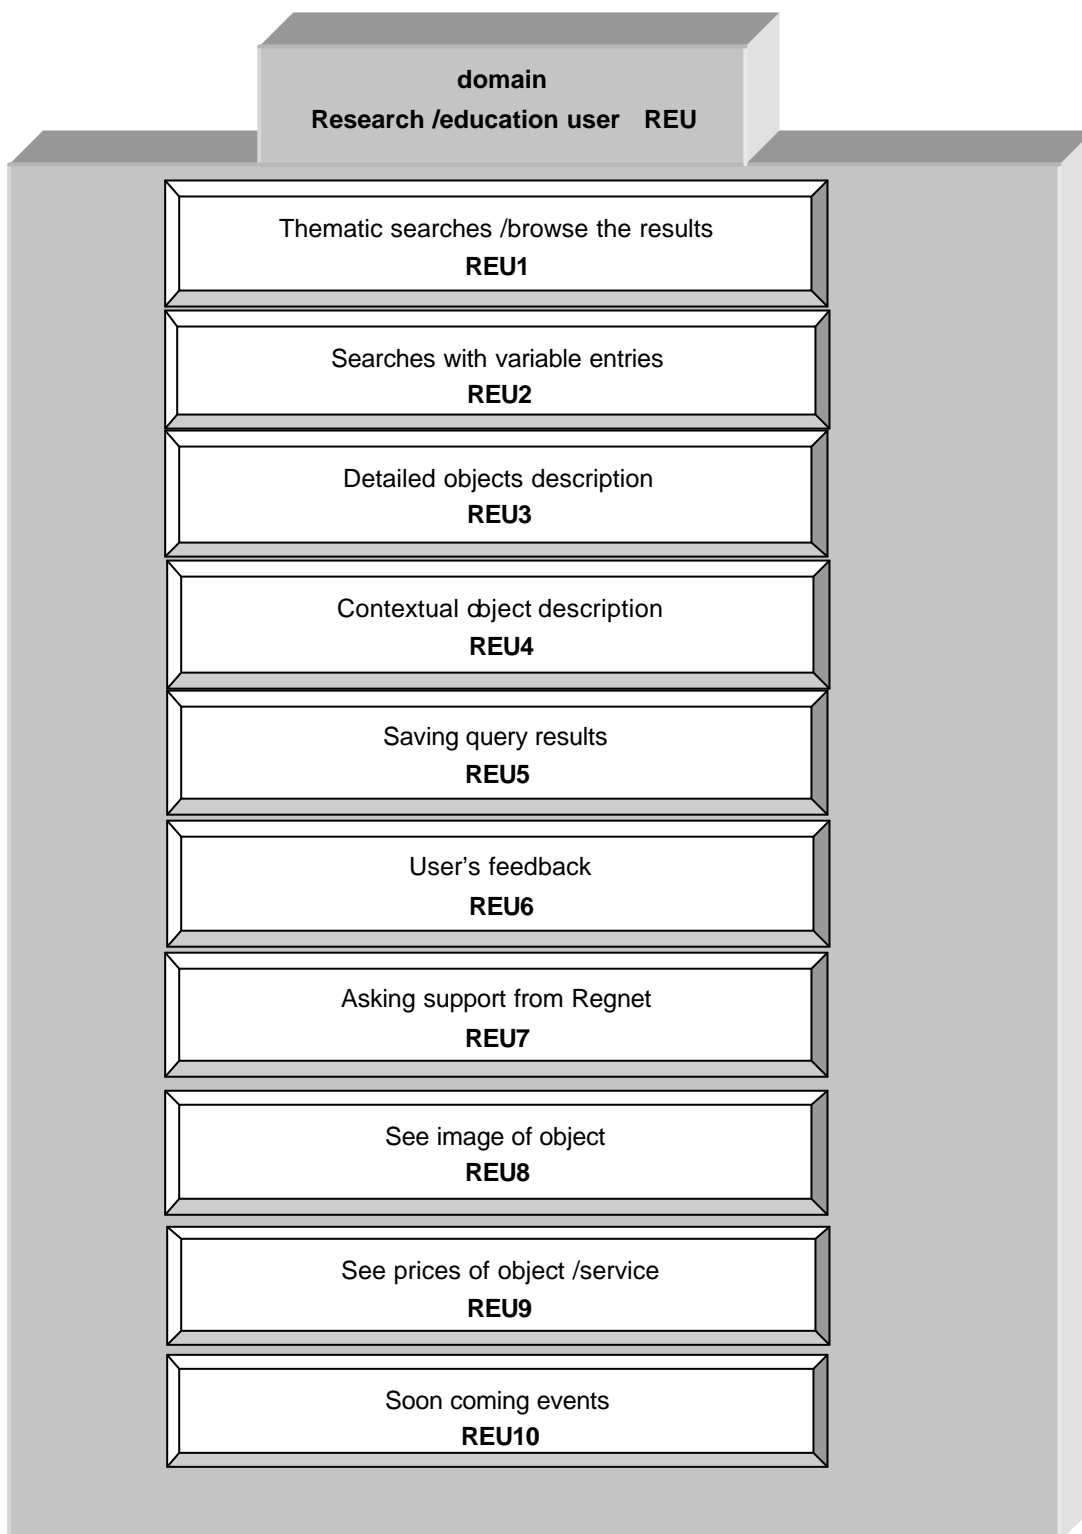 domain
Research /education user REU
Thematic searches /browse the results
REU1
Searches with variable entries
REU2
Detailed objects description
REU3
Contextual object description
REU4
Saving query results
REU5
User's feedback
REU6
Asking support from Regnet
REU7
See image of object
REU8
See prices of object /service
REU9
Soon coming events
REU10